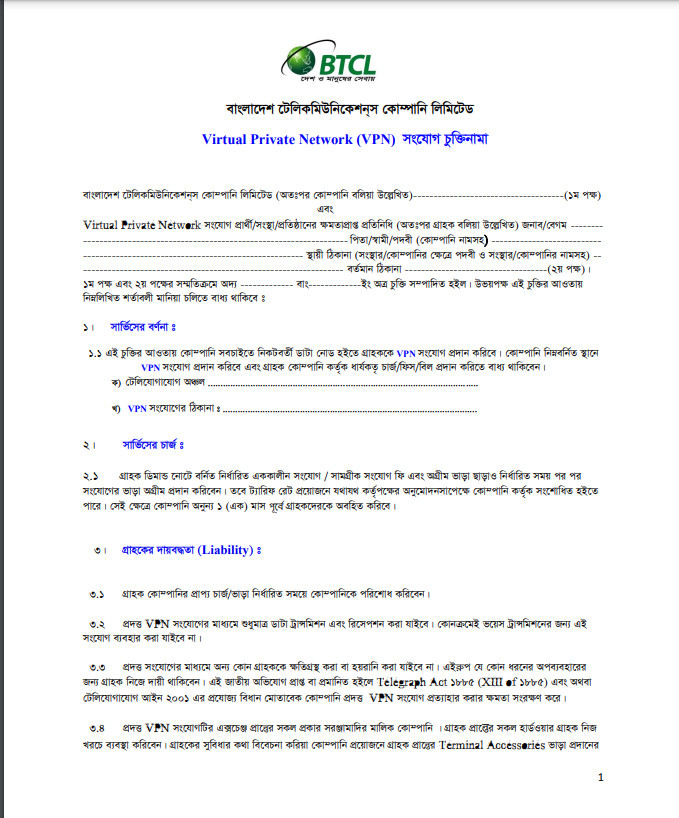 BTCL
দেশ ও মানুষের সেবায়
বাংলাদেশ টেলিকমিউনিকেশন্স কোম্পানি লিমিটেড
Virtual Private Network (VPN) সংযোগ চুক্তিনামা
বাংলাদেশ টেলিকমিউনিকেশন্স কোম্পানি লিমিটেড (অতঃপর কোম্পানি বলিয়া উল্লেখিত)-------------------------------------(১ম পক্ষ)
এবং
Virtual Private Network সংযোগ প্রার্থী/সংস্থা/প্রতিষ্ঠানের ক্ষমতাপ্রাপ্ত প্রতিনিধি (অতঃপর গ্রাহক বলিয়া উল্লেখিত) জনাব/বেগম --------
----------------------------------------------------------------- পিতা/স্বামী/পদবী (কোম্পানি নামসহ) ---------------------------
------------------------------------------------------ স্থায়ী ঠিকানা (সংস্থার/কোম্পানির ক্ষেত্রে পদবী ও সংস্থার/কোম্পানির নামসহ) --
---------------------------------------------------------------- বর্তমান ঠিকানা -----------------------------------(২য় পক্ষ)।
১ম পক্ষ এবং ২য় পক্ষের সম্মতিক্রমে অদ্য ------------- বাং-------------ইং অত্র চুক্তি সম্পাদিত হইল। উভয়পক্ষ এই চুক্তির আওতায়
নিম্নলিখিত শর্তাবলী মানিয়া চলিতে বাধ্য থাকিবে ঃ
১। সার্ভিসের বর্ণনা ঃ
১.১ এই চুক্তির আওতায় কোম্পানি সবচাইতে নিকটবর্তী ডাটা নোড হইতে গ্রাহককে VPN সংযোগ প্রদান করিবে। কোম্পানি নিম্নবর্নিত স্থানে
VPN সংযোগ প্রদান করিবে এবং গ্রাহক কোম্পানি কর্তৃক ধার্যকৃত চার্জ/ফিস/বিল প্রদান করিতে বাধ্য থাকিবেন।
ক) টেলিযোগাযোগ অঞ্চল ..........................................................................................
খ) VPN সংযোগের ঠিকানা ঃ .....................................................................................
২। সার্ভিসের চার্জ ঃ
২.১ গ্রাহক ডিমান্ড নোটে বর্নিত নির্ধারিত এককালীন সংযোগ / সামগ্রীক সংযোগ ফি এবং অগ্রীম ভাড়া ছাড়াও নির্ধারিত সময় পর পর
সংযোগের ভাড়া অগ্রীম প্রদান করিবেন। তবে ট্যারিফ রেট প্রয়োজনে যথাযথ কর্তৃপক্ষের অনুমোদনসাপেক্ষে কোম্পানি কর্তৃক সংশোধিত হইতে
পারে। সেই ক্ষেত্রে কোম্পানি অনুন্য ১ (এক) মাস পূর্বে গ্রাহকদেরকে অবহিত করিবে।
৩। গ্রাহকের দায়বদ্ধতা (Liability) ঃ
৩.১ গ্রাহক কোম্পানির প্রাপ্য চার্জ/ভাড়া নির্ধারিত সময়ে কোম্পানিকে পরিশোধ করিবেন।
৩.২ প্রদত্ত VPN সংযোগের মাধ্যমে শুধুমাত্র ডাটা ট্রান্সমিশন এবং রিসেপশন করা যাইবে। কোনক্রমেই ভয়েস ট্রান্সমিশনের জন্য এই
সংযোগ ব্যবহার করা যাইবে না।
৩.৩ প্রদত্ত সংযোগের মাধ্যমে অন্য কোন গ্রাহককে ক্ষতিগ্রস্থ করা বা হয়রানি করা যাইবে না। এইরুপ যে কোন ধরনের অপব্যবহারের
জন্য গ্রাহক নিজে দায়ী থাকিবেন। এই জাতীয় অভিযোগ প্রাপ্ত বা প্রমানিত হইলে Telegraph Act ১৮৮৫ (XIII of ১৮৮৫) এবং অথবা
টেলিযোগাযোগ আইন ২০০১ এর প্রযোজ্য বিধান মোতাবেক কোম্পানি প্রদত্ত VPN সংযোগ প্রত্যাহার করার ক্ষমতা সংরক্ষণ করে।
৩.৪ প্রদত্ত VPN সংযোগটির এক্সচেঞ্জ প্রান্তের সকল প্রকার সরঞ্জামাদির মালিক কোম্পানি । গ্রাহক প্রান্তের সকল হার্ডওয়ার গ্রাহক নিজ
খরচে ব্যবস্থা করিবেন। গ্রাহকের সুবিধার কথা বিবেচনা করিয়া কোম্পানি প্রয়োজনে গ্রাহক প্রান্তের Terminal Accessories ভাড়া প্রদানের
1